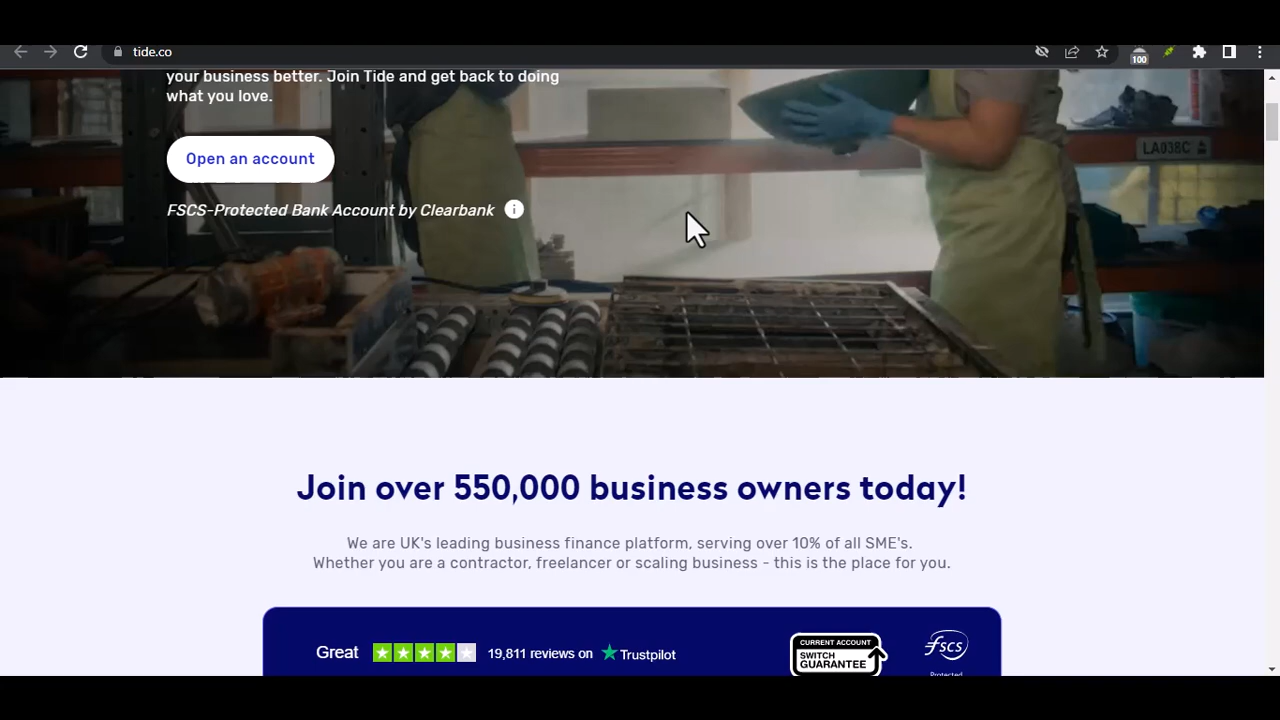 tide.co
100
your business better. Join Tide and get back to doing
what you love.
LA038C
Open an account
FSCS-Protected Bank Account by Clearbank
Join over 550,000 business owners today!
We are UK's leading business finance platform, serving over 10% of all SME's.
Whether you are a contractor, freelancer or scaling business - this is the place for you.
Great 19,811 reviews on Trustpilot
CURRENT ACCOUNT
SWITCH
GUARANTEE
FSCS
Protected